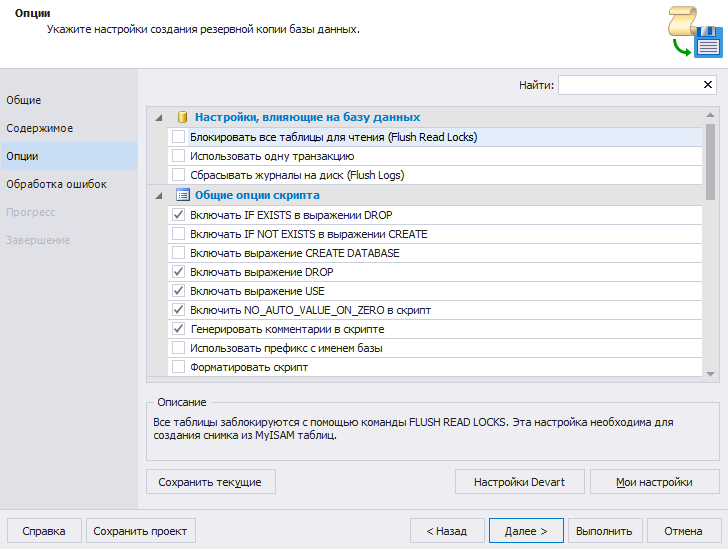 Опции
Укажите настройки создания резервной копии базы данных.
Найти:
Общие
Содержимое
Опции
Обработка ошибок
Прогресс
Завершение
Настройки, влияющие на базу данных
Блокировать все таблицы для чтения (Flush Read Locks)
Использовать одну транзакцию
Сбрасывать журналы на диск (Flush Logs)
Общие опции скрипта
Включать IF EXISTS в выражении DROP
Включать IF NOT EXISTS в выражении CREATE
Включать выражение CREATE DATABASE
Включать выражение DROP
Включать выражение USE
Включить NO_AUTO_VALUE_ON_ZERO в скрипт
Генерировать комментарии в скрипте
Использовать префикс с именем базы
Форматировать скрипт
Описание
Все таблицы заблокируются с помощью команды FLUSH READ LOCKS. Эта настройка необходима для
создания снимка из MyISAM таблиц.
Сохранить текущие
Настройки Devart
Мои настройки
Справка
Сохранить проект
< Назад
Далее >
Выполнить
Отмена